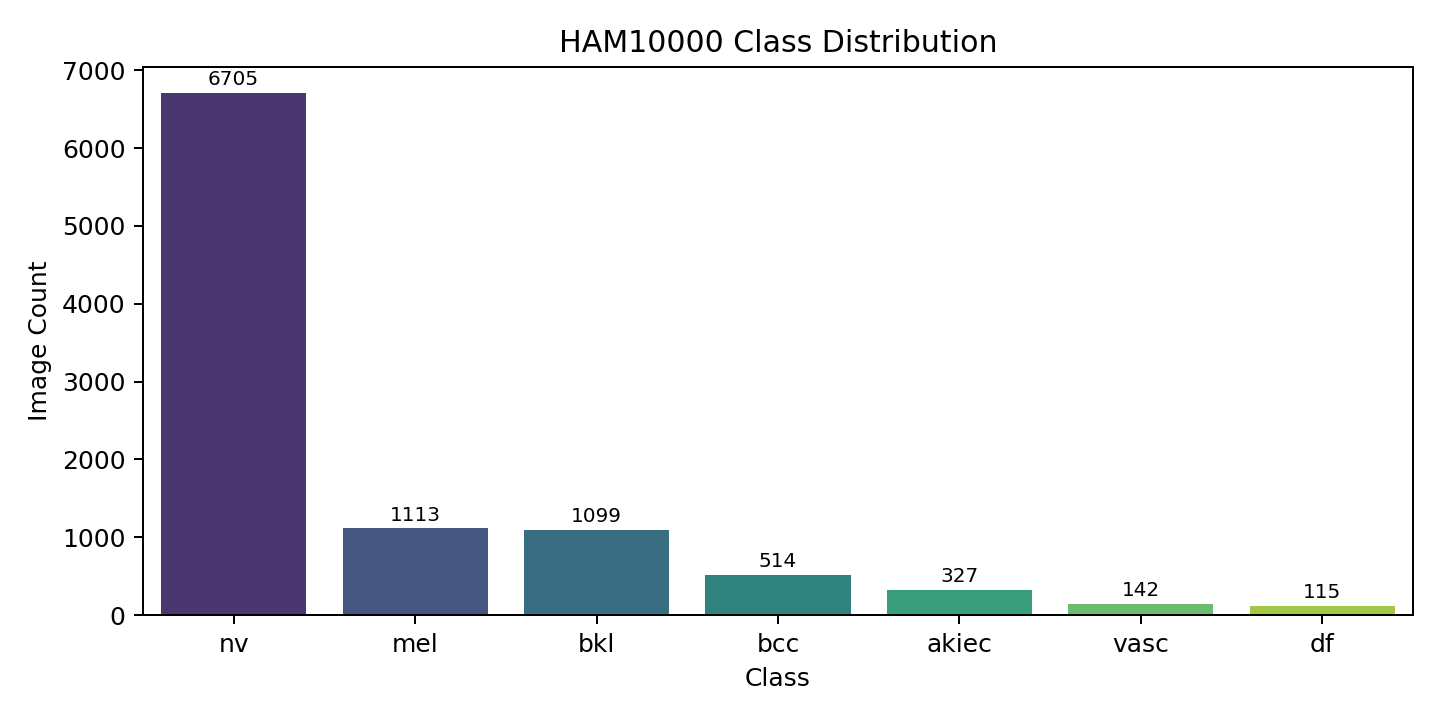 HAM10000 Class Distribution
7000
6000
5000
4000
3000
2000
1000
0
Image Count
6705
1113
1099
514
327
142
115
nv
mel
bkl
bcc
akiec
vasc
df
Class